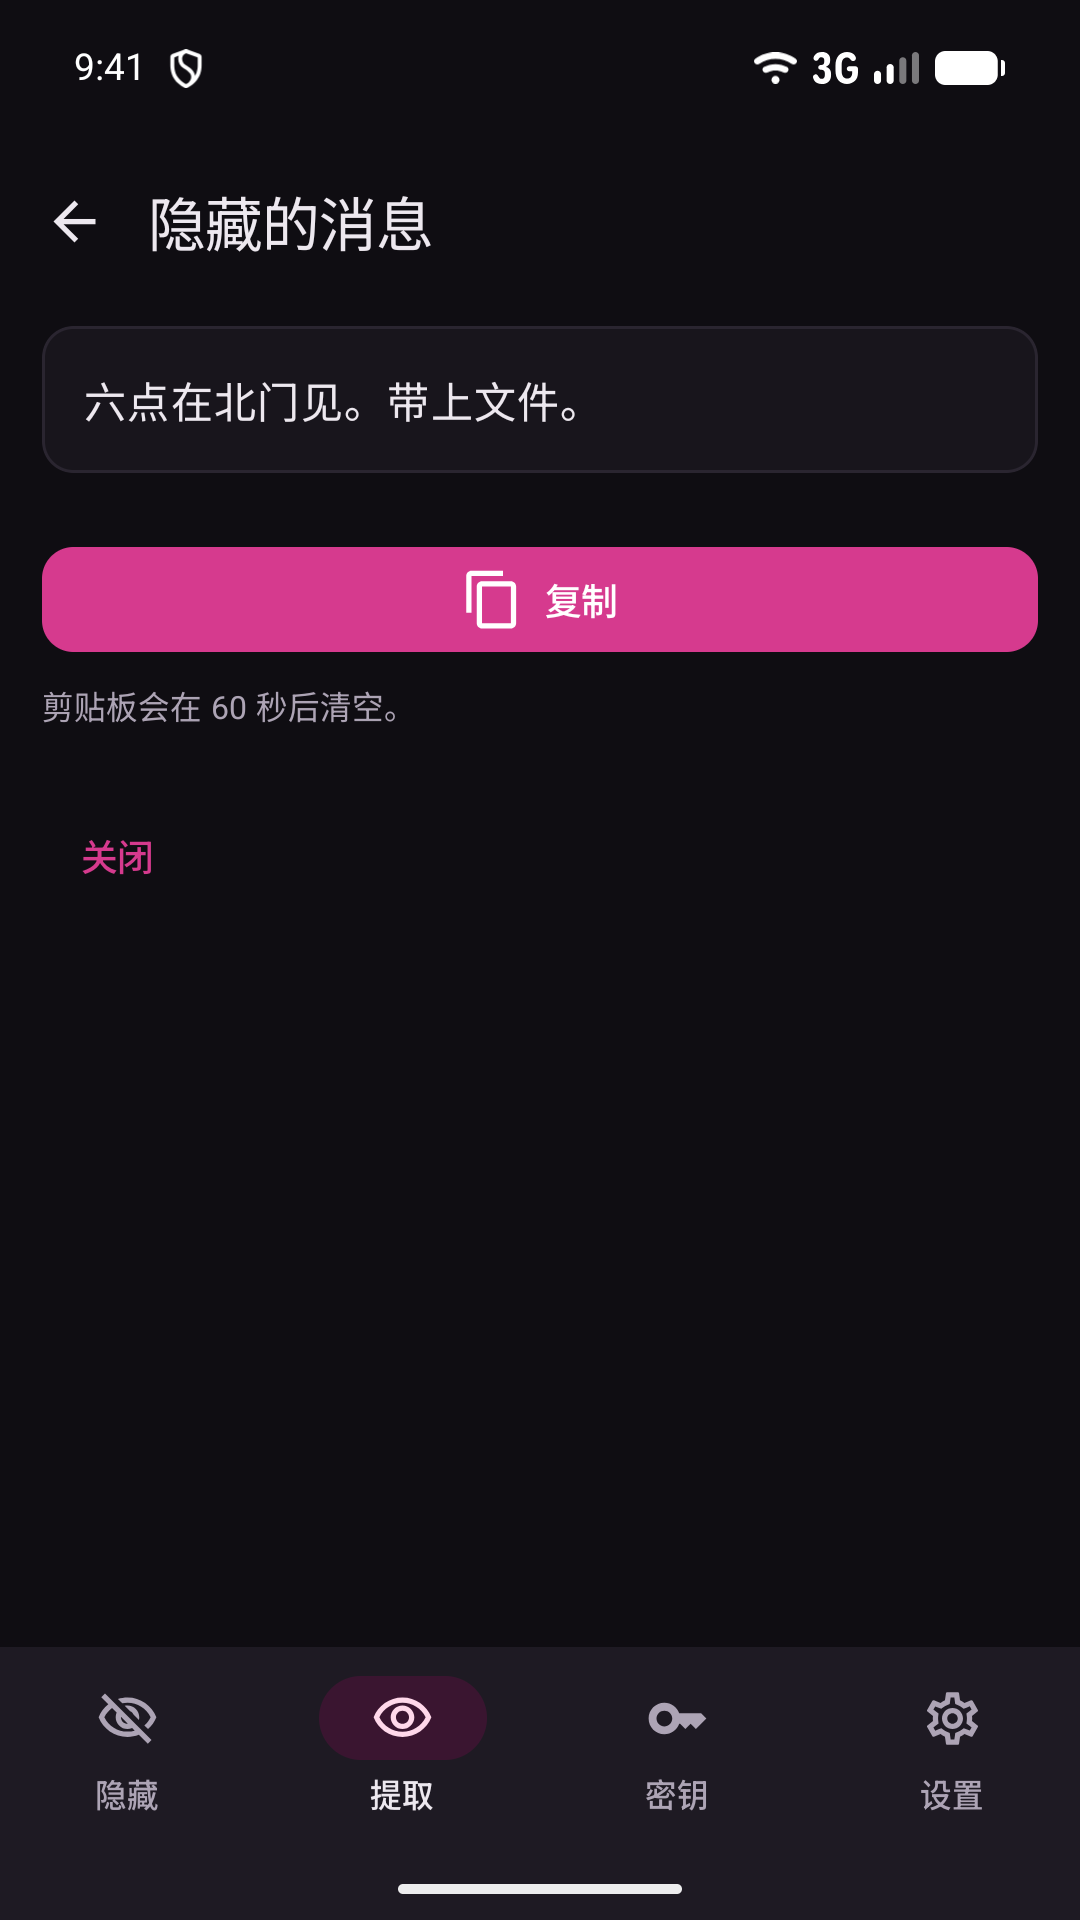 9:41
3G
隐藏的消息
六点在北门见。带上文件。
复制
剪贴板会在 60 秒后清空。
关闭
隐藏
提取
密钥
设置